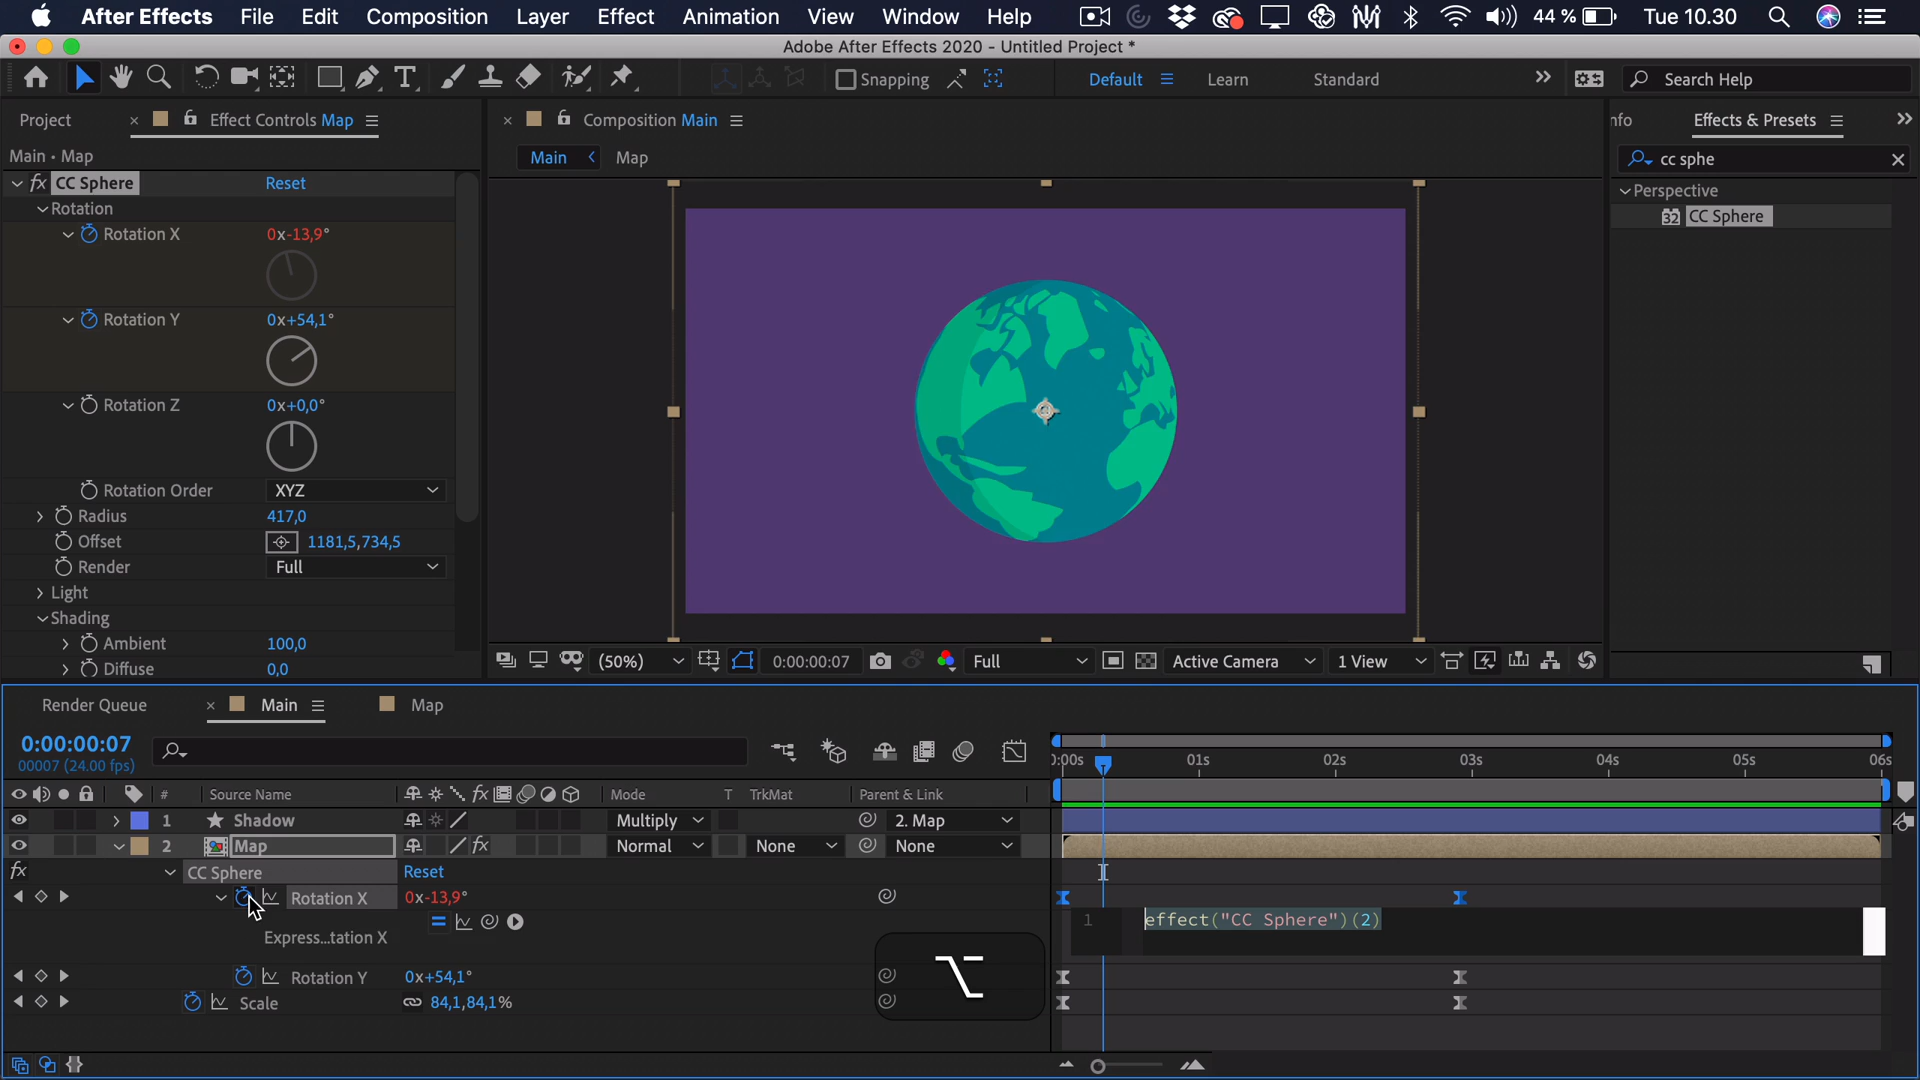 After Effects File Edit Composition Layer Effect Animation View Window Help 44 % Tue 10.30
Adobe After Effects 2020 - Untitled Project *
Snapping Default Learn Standard Search Help
Project Effect Controls Map Composition Main nfo Effects & Presets
Main • Map Main Map cc sphe
fx CC Sphere Reset Perspective
Rotation 32 CC Sphere
Rotation X 0x-13,9°
Rotation Y 0x+54,1°
Rotation Z 0x+0,0°
Rotation Order XYZ
Radius 417,0
Offset 1181,5,734,5
Render Full
Light
Shading
Ambient 100,0
Diffuse 0,0
(50%) 0:00:00:07 Full Active Camera 1 View
Render Queue Main Map
0:00:00:07
00007 (24.00 fps) 0:00s 01s 02s 03s 04s 05s 06s
# Source Name fx Mode T TrkMat Parent & Link
1 Shadow Multiply 2. Map
2 Map fx Normal None None
fx CC Sphere Reset
Rotation X 0x-13,9°
1 effect("CC Sphere")(2)
Express...tation X
Rotation Y 0x+54,1°
Scale 84,1,84,1%